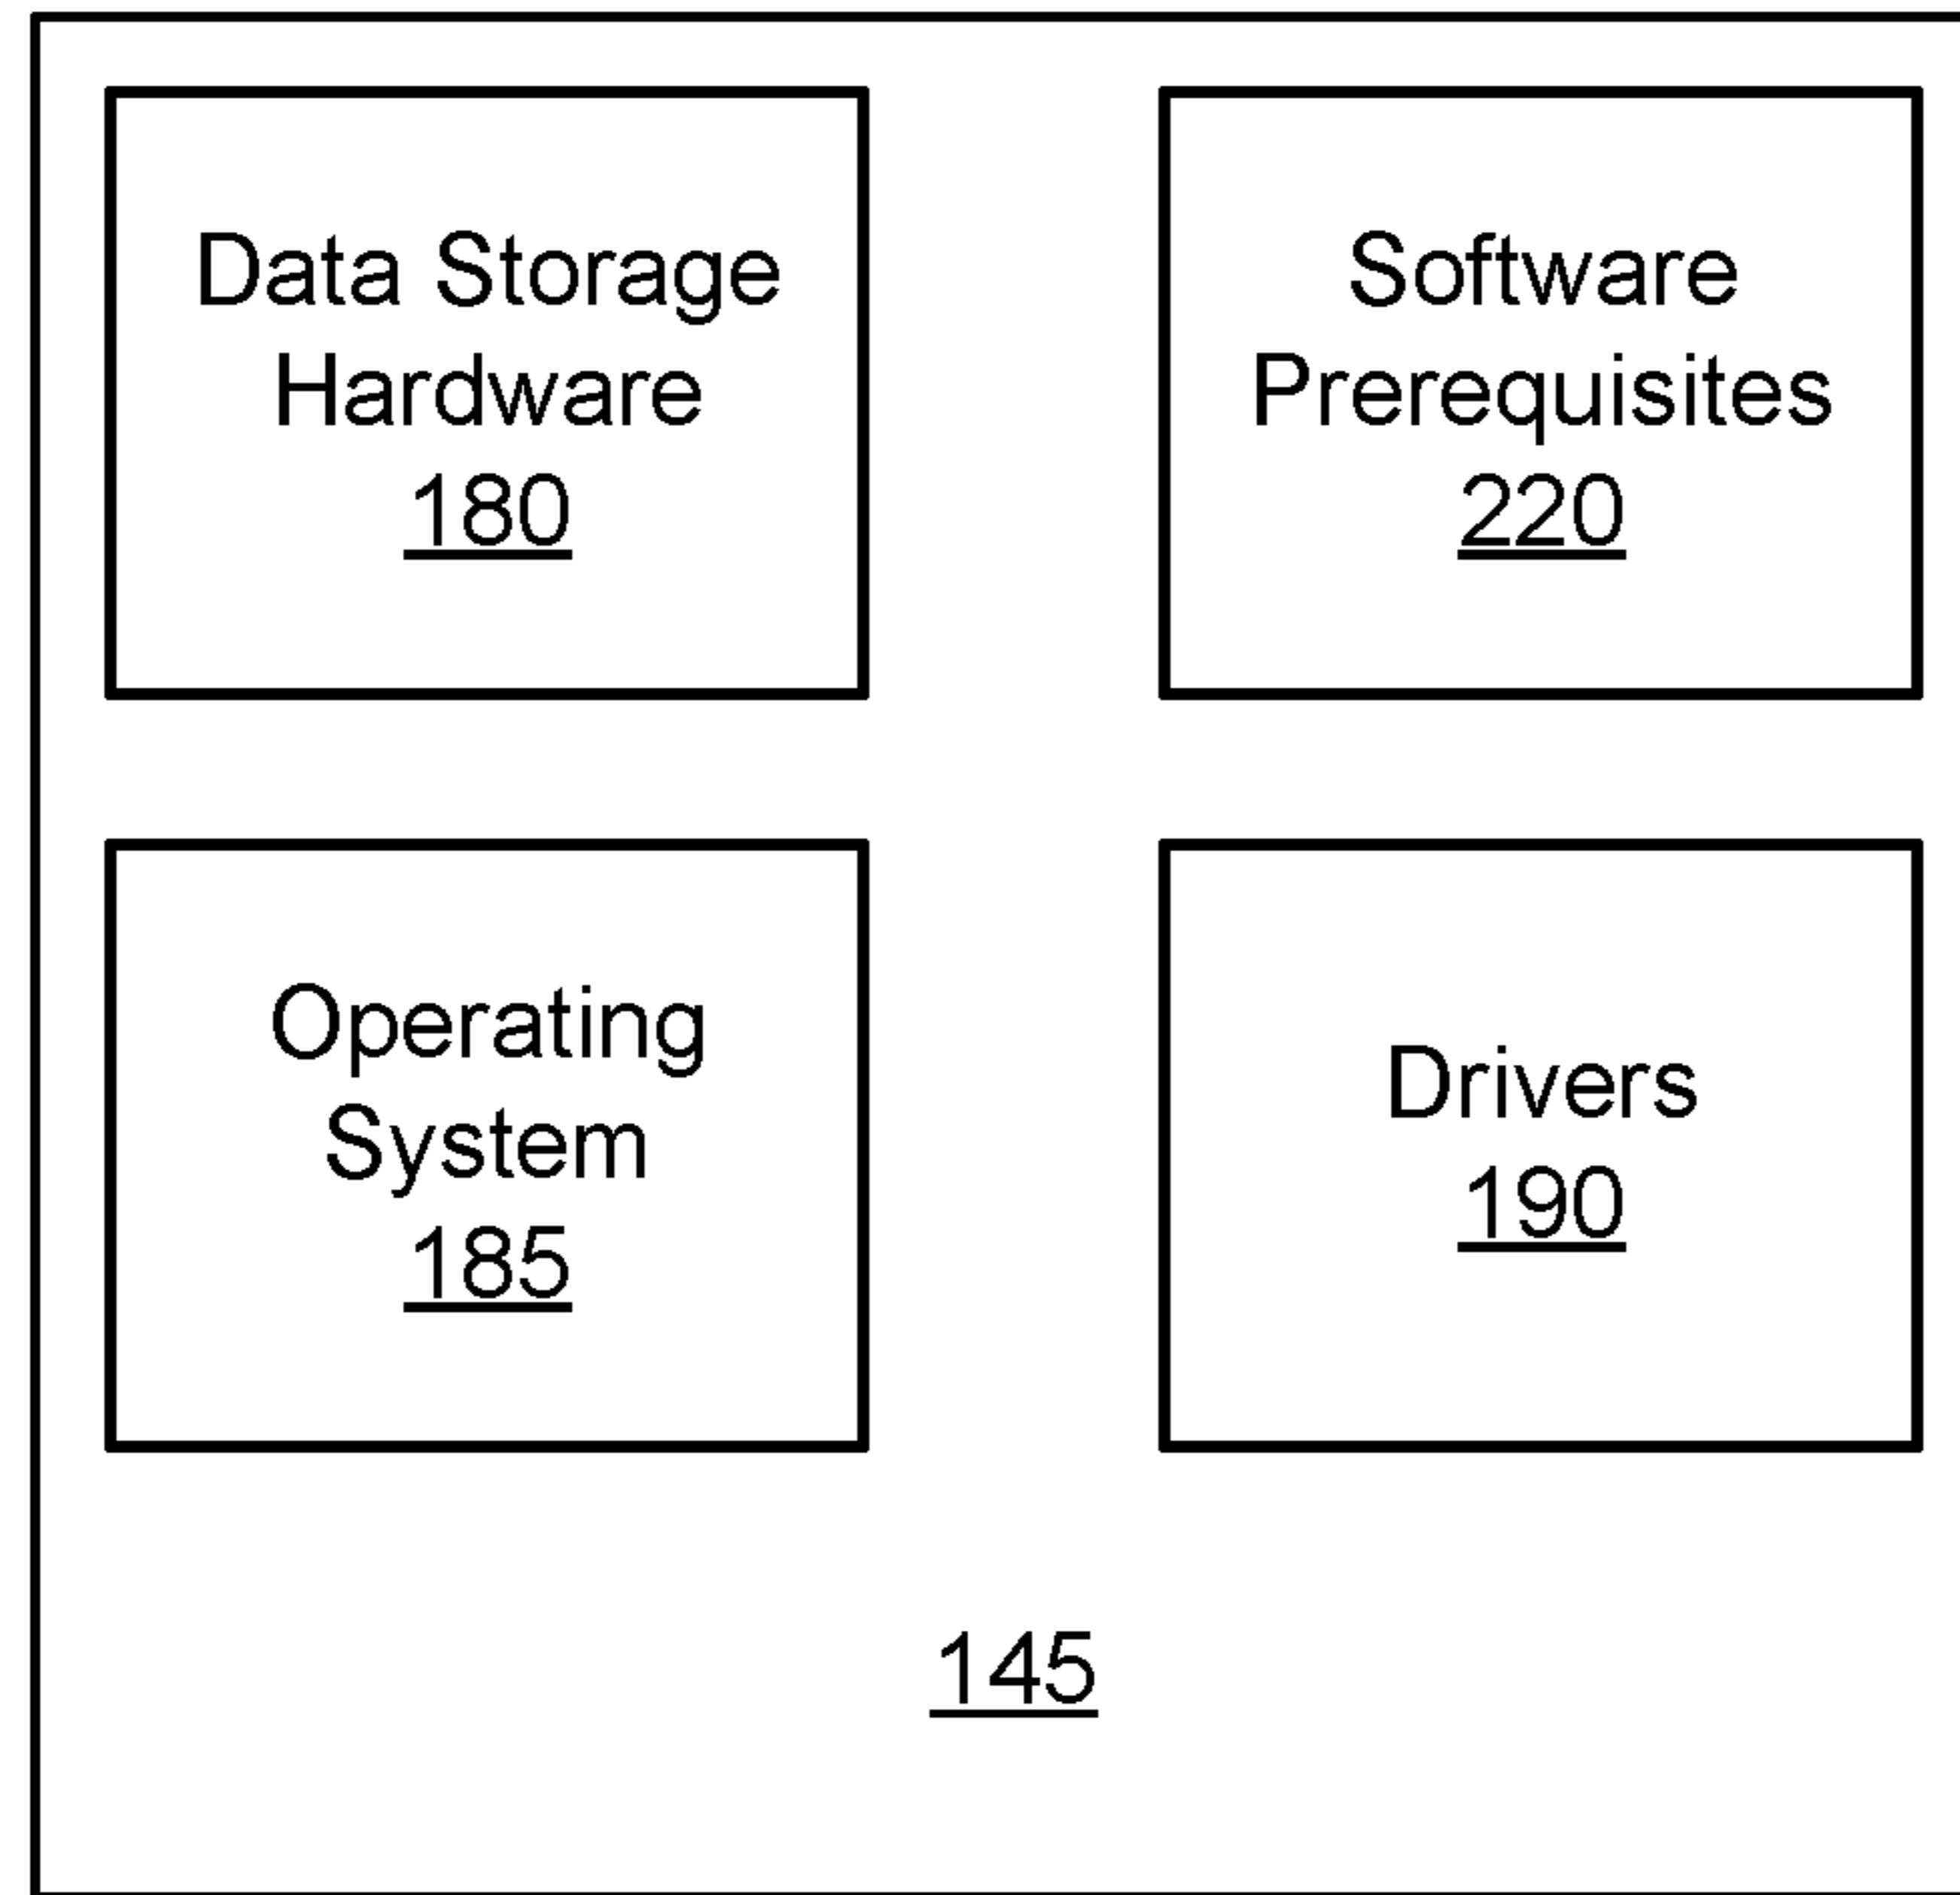 Data Storage
Hardware
180
Software
Prerequisites
220
Operating
System
185
Drivers
190
145